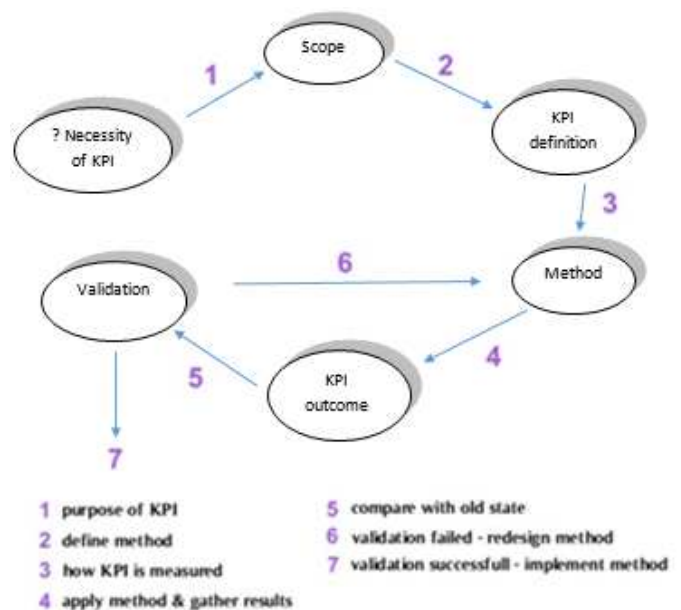 Scope
1
2
? Necessity
of KPI
KPI
definition
3
Validation
6
Method
4
5
KPI
outcome
7
1 purpose of KPI
2 define method
3 how KPI is measured
4 apply method & gather results
5 compare with old state
6 validation failed - redesign method
7 validation successfull - implement method